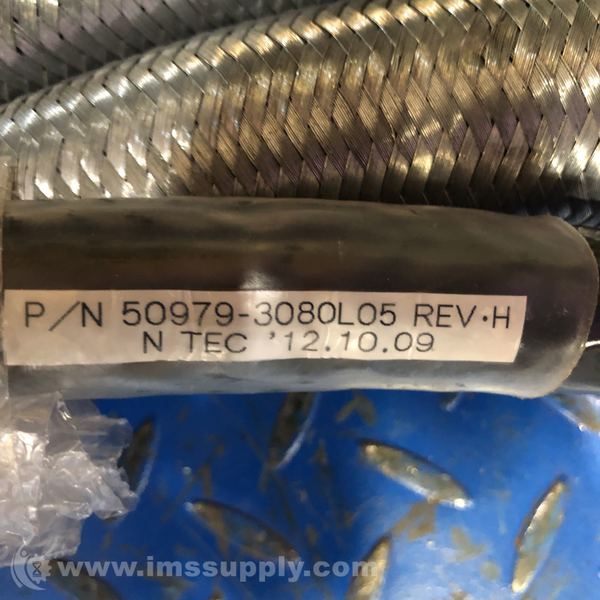 P/N 50979-3080L05 REV·H
N TEC '12.10.09
www.imssupply.com